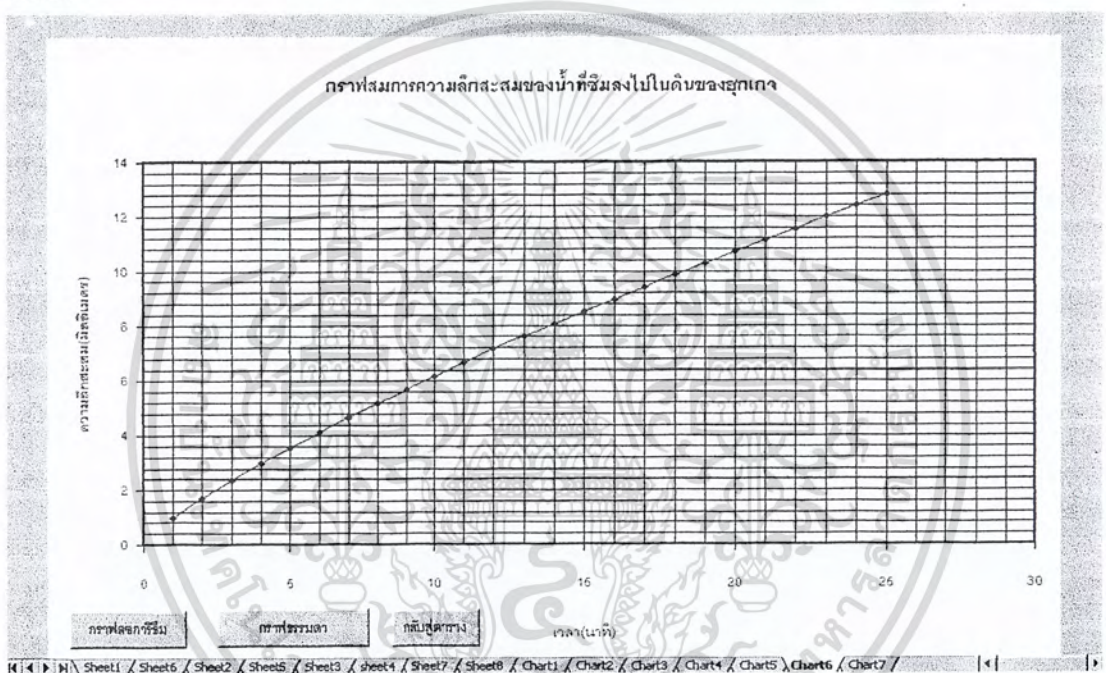 กราฟสมการความลึกสะสมของน้ำที่ซึมลงไปในดินของฮุกเกจ
14
12
10
8
6
4
2
0
ความลึกสะสม(มิลลิเมตร)
0 5 10 15 20 25 30
เวลา(นาที)
กราฟลอการิธึม กราฟธรรมดา กลับสู่ตาราง
Sheet1 / Sheet6 / Sheet2 / Sheet5 / Sheet3 / sheet4 / Sheet7 / Sheet8 / Chart1 / Chart2 / Chart3 / Chart4 / Chart5 \ Chart6 / Chart7 /